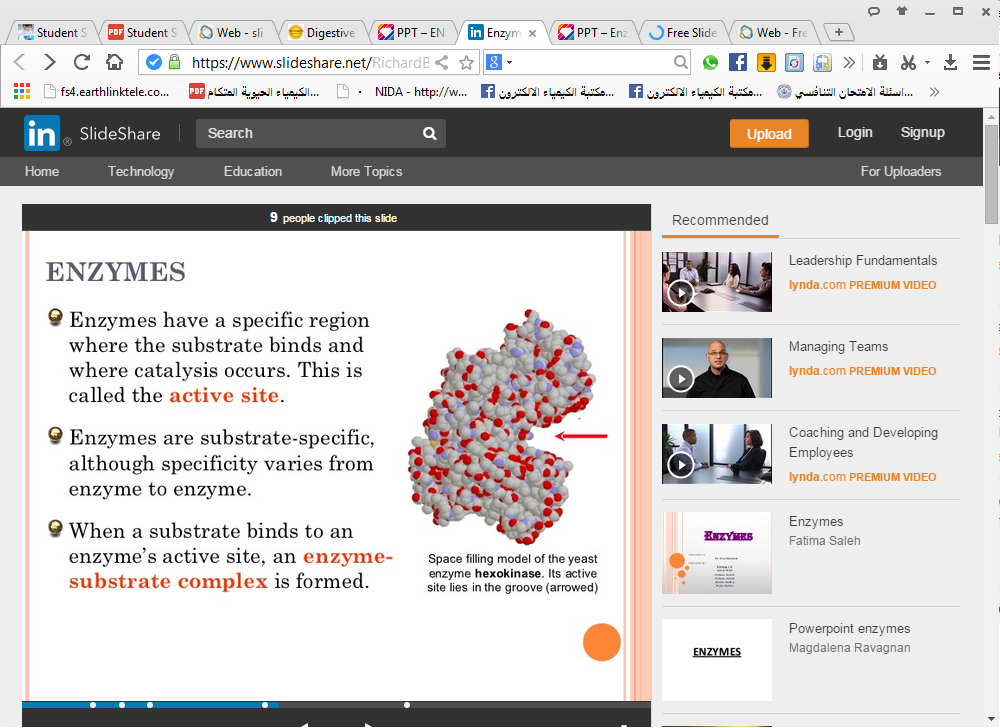 Student S
PDF Student S
Web - sli
Digestive
PPT – EN
Enzym
PPT – Enz
Free Slide
Web - Fre
https://www.slideshare.net/RichardB
fs4.earthlinktele.co...
PDF الكيمياء الحيوية المتكام...
NIDA - http://w...
مكتبة الكيمياء الالكترون...
مكتبة الكيمياء الالكترون...
اسئلة الامتحان التنافسي...
in ® SlideShare
Search
Upload
Login
Signup
Home
Technology
Education
More Topics
For Uploaders
9 people clipped this slide
ENZYMES
Enzymes have a specific region
where the substrate binds and
where catalysis occurs. This is
called the active site.
Enzymes are substrate-specific,
although specificity varies from
enzyme to enzyme.
When a substrate binds to an
enzyme's active site, an enzyme-
substrate complex is formed.
Space filling model of the yeast
enzyme hexokinase. Its active
site lies in the groove (arrowed)
Recommended
Leadership Fundamentals
lynda.com PREMIUM VIDEO
Managing Teams
lynda.com PREMIUM VIDEO
Coaching and Developing
Employees
lynda.com PREMIUM VIDEO
ENZYMES
Enzymes
Fatima Saleh
ENZYMES
Powerpoint enzymes
Magdalena Ravagnan